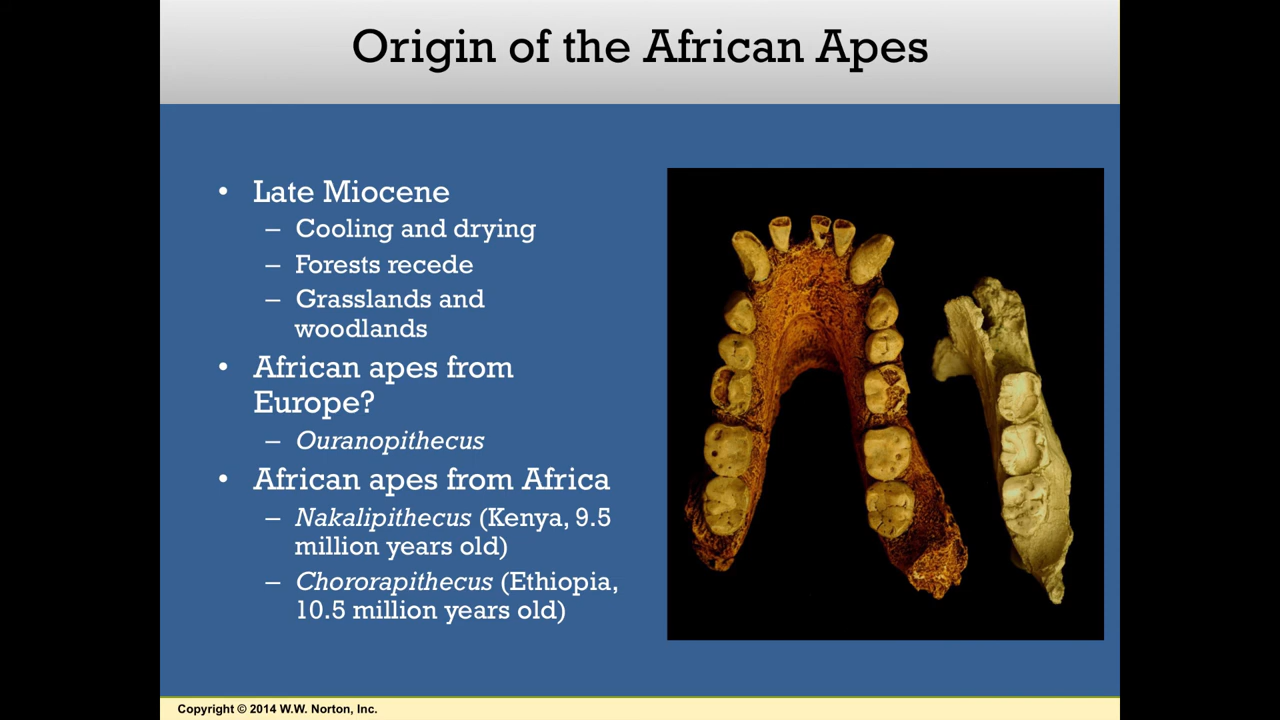 Origin of the African Apes
• Late Miocene
– Cooling and drying
– Forests recede
– Grasslands and
woodlands
• African apes from
Europe?
– Ouranopithecus
• African apes from Africa
– Nakalipithecus (Kenya, 9.5
million years old)
– Chororapithecus (Ethiopia,
10.5 million years old)
Copyright © 2014 W.W. Norton, Inc.